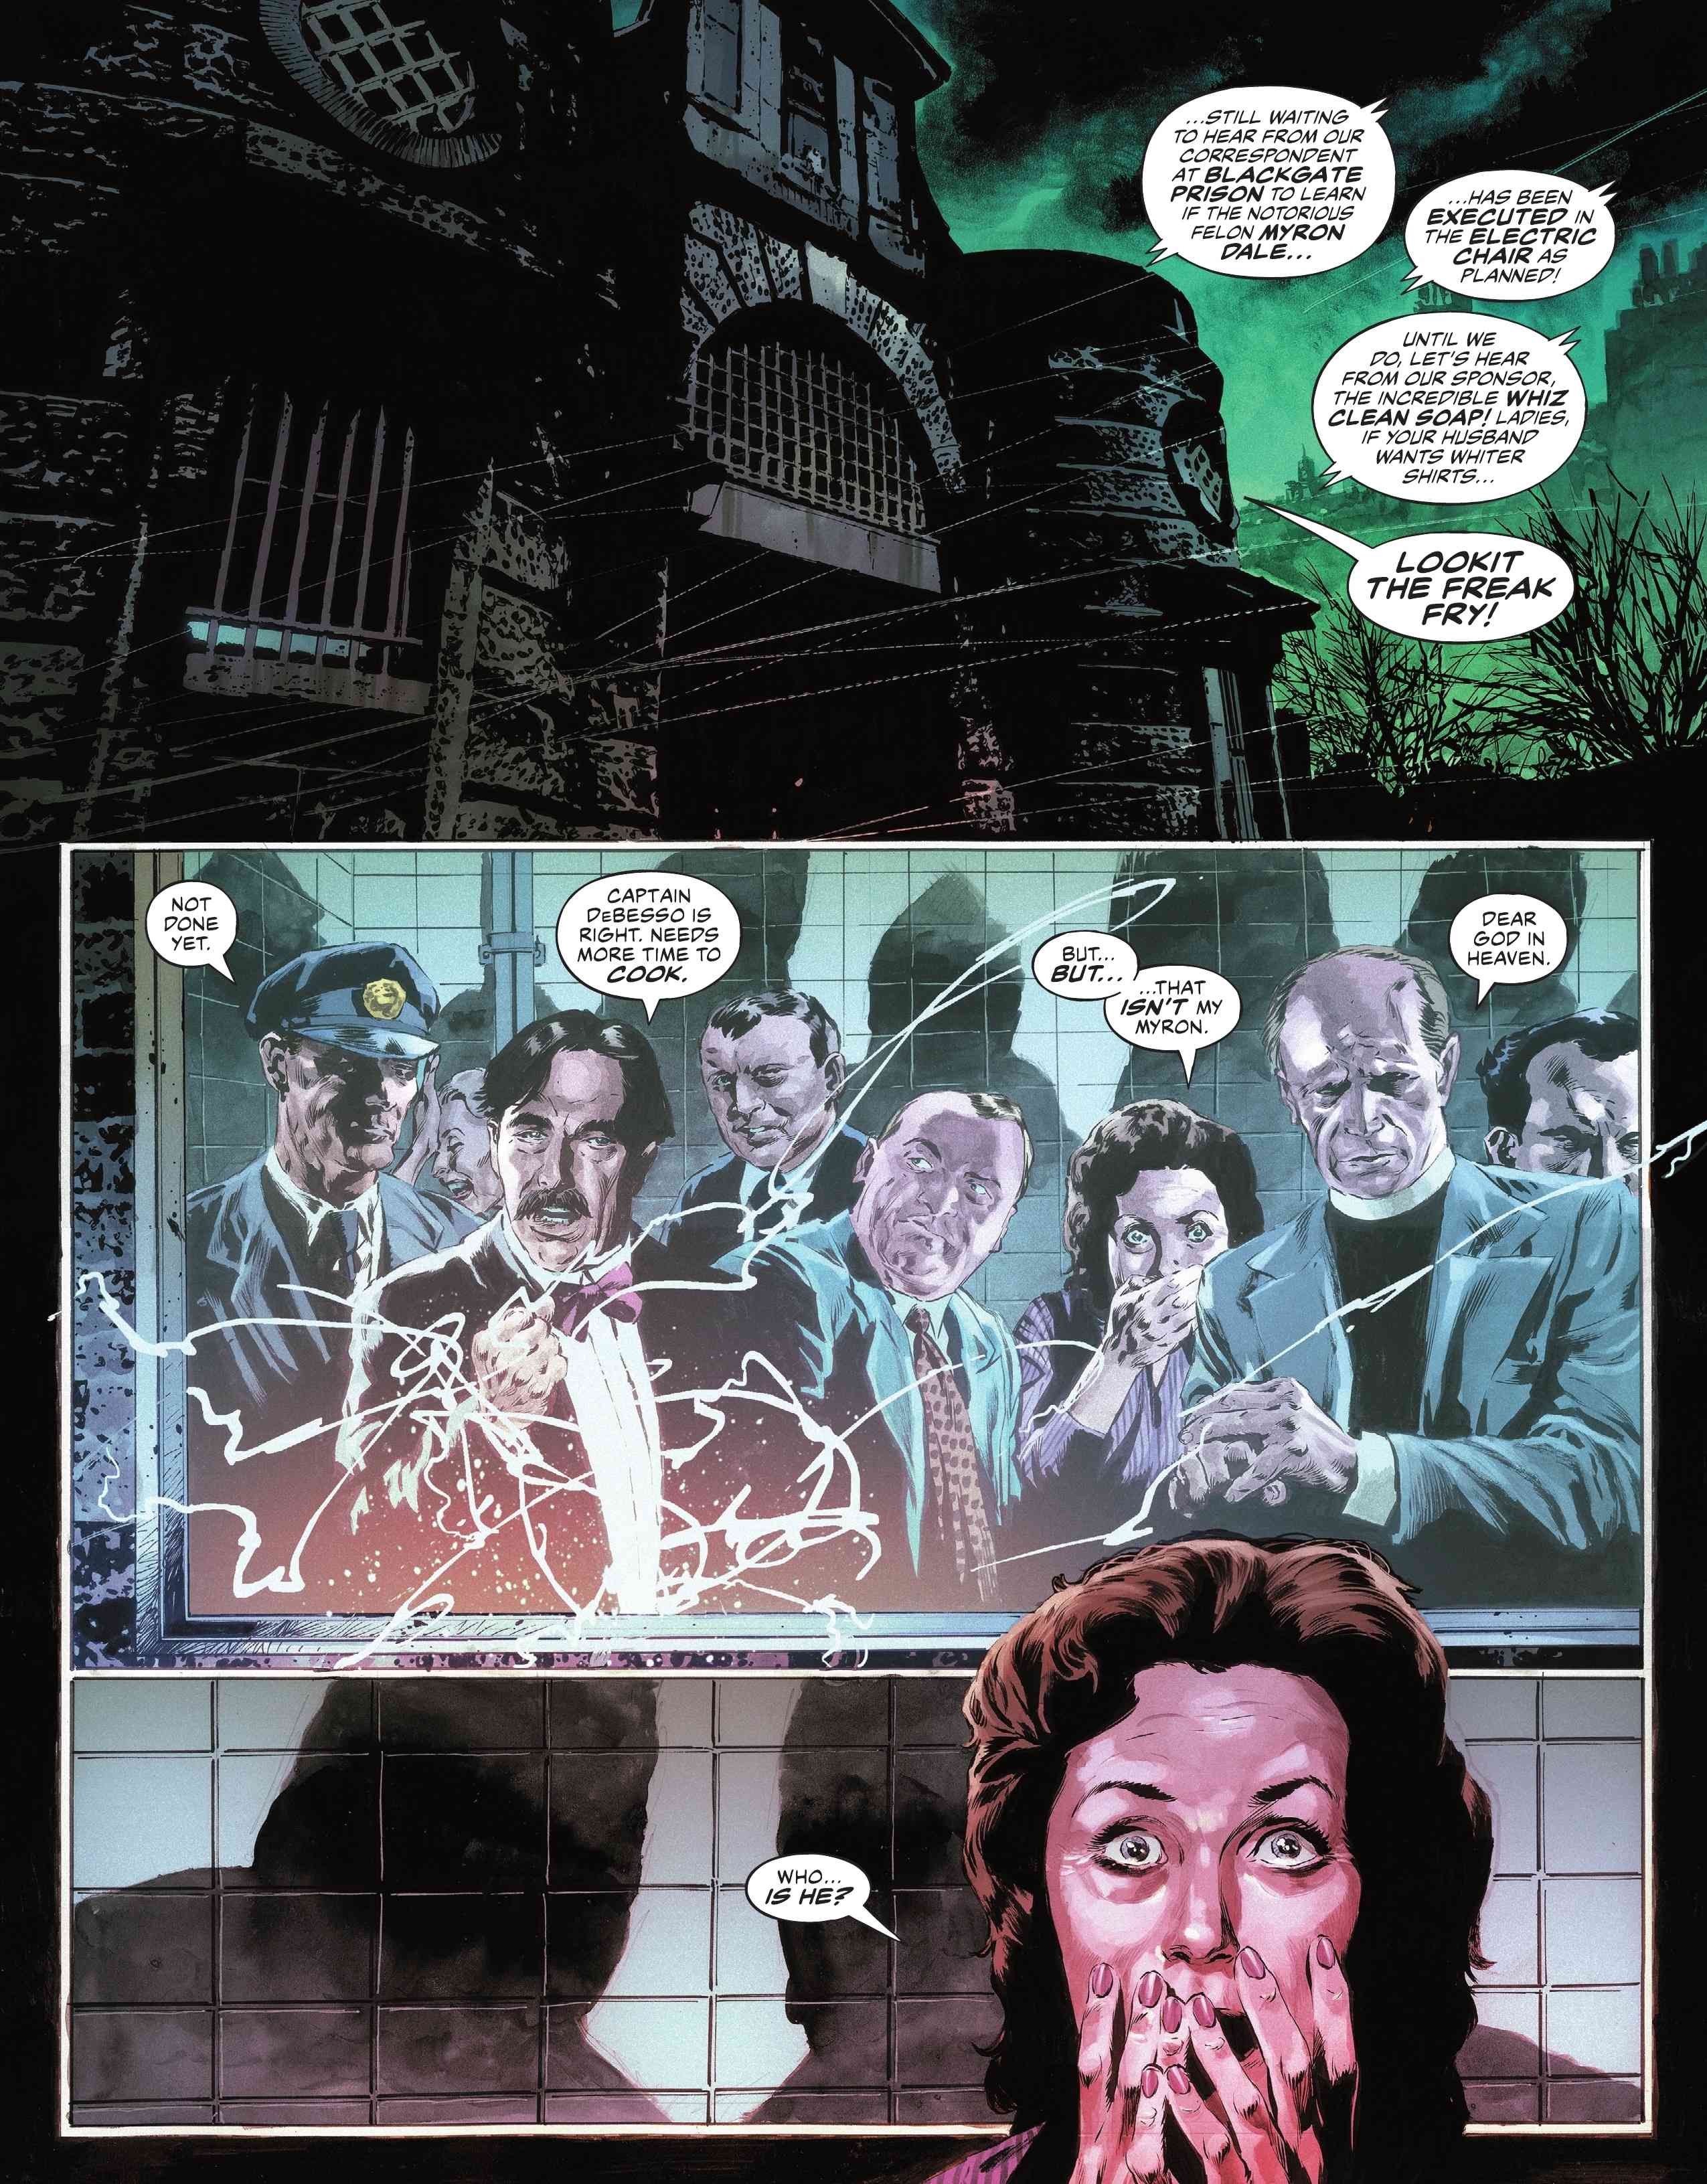 ...STILL WAITING
TO HEAR FROM OUR
CORRESPONDENT
AT BLACKGATE
PRISON TO LEARN
IF THE NOTORIOUS
FELON MYRON
DALE...
...HAS BEEN
EXECUTED IN
THE ELECTRIC
CHAIR AS
PLANNED!
UNTIL WE
DO, LET'S HEAR
FROM OUR SPONSOR,
THE INCREDIBLE WHIZ
CLEAN SOAP! LADIES,
IF YOUR HUSBAND
WANTS WHITER
SHIRTS...
LOOKIT
THE FREAK
FRY!
NOT
DONE
YET.
CAPTAIN
DeBESSO IS
RIGHT. NEEDS
MORE TIME TO
COOK.
BUT...
BUT...
...THAT
ISN'T MY
MYRON.
DEAR
GOD IN
HEAVEN.
WHO...
IS HE?